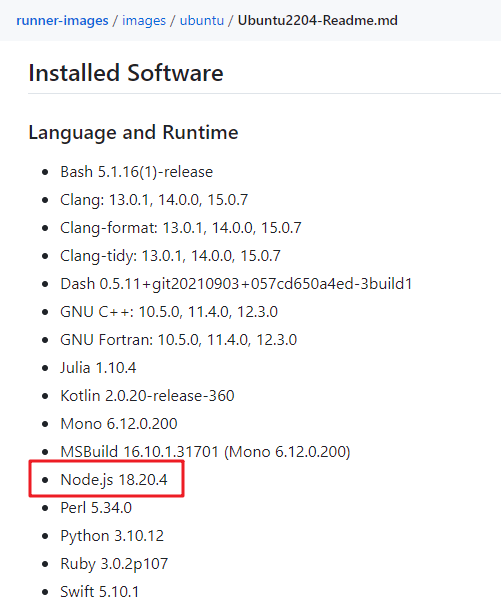 runner-images / images / ubuntu / Ubuntu2204-Readme.md
Installed Software
Language and Runtime
• Bash 5.1.16(1)-release
• Clang: 13.0.1, 14.0.0, 15.0.7
• Clang-format: 13.0.1, 14.0.0, 15.0.7
• Clang-tidy: 13.0.1, 14.0.0, 15.0.7
• Dash 0.5.11+git20210903+057cd650a4ed-3build1
• GNU C++: 10.5.0, 11.4.0, 12.3.0
• GNU Fortran: 10.5.0, 11.4.0, 12.3.0
• Julia 1.10.4
• Kotlin 2.0.20-release-360
• Mono 6.12.0.200
• MSBuild 16.10.1.31701 (Mono 6.12.0.200)
• Node.js 18.20.4
• Perl 5.34.0
• Python 3.10.12
• Ruby 3.0.2p107
• Swift 5.10.1